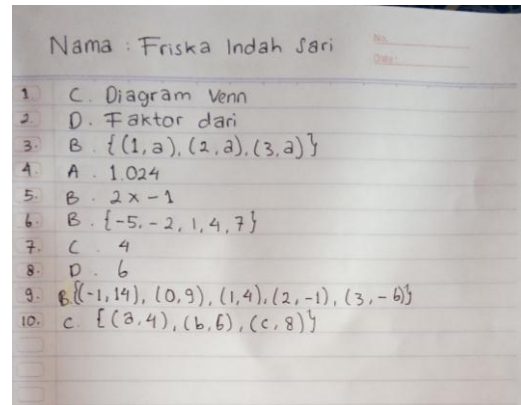 No.
Date:
Nama : Friska Indah Sari
1. C. Diagram Venn
2. D. Faktor dari
3. B. {(1,a), (2,a), (3,a)}
4. A. 1.024
5. B. 2x - 1
6. B. {-5. - 2, 1, 4, 7}
7. C. 4
8. D. 6
9. B.{(-1, 14), (0,9), (1,4), (2, -1), (3, - 6)}
10. C. {(a, 4), (b, 6), (c, 8)}